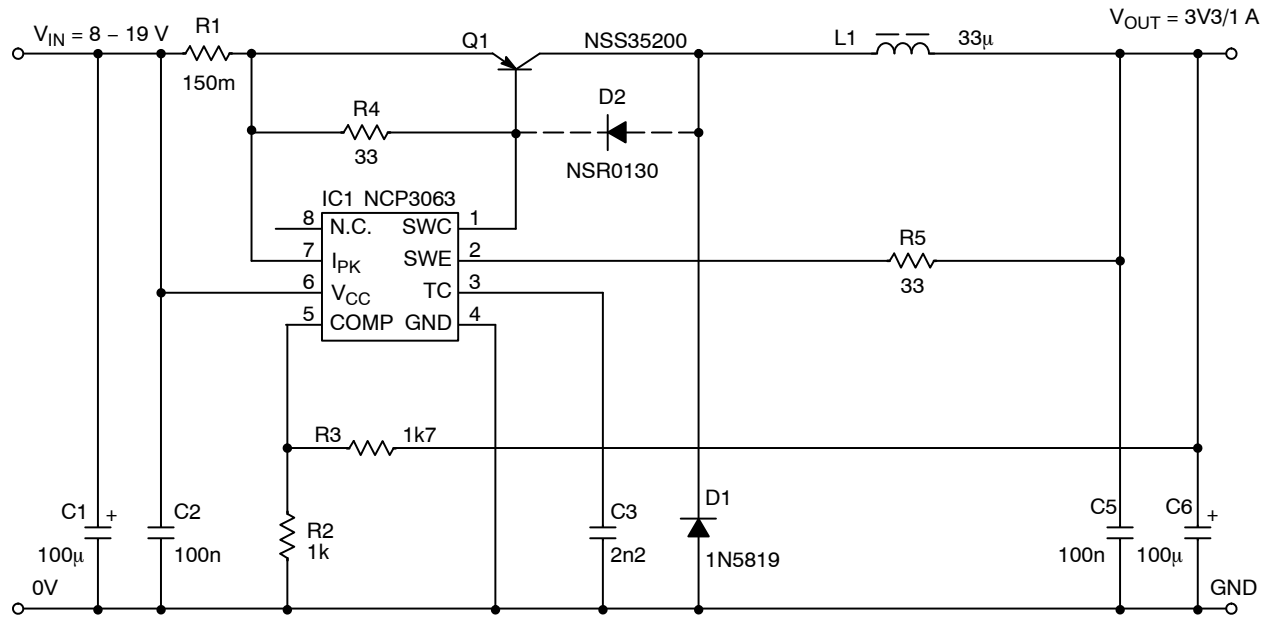 V_IN = 8 – 19 V
R1
150m
Q1
NSS35200
L1
33µ
V_OUT = 3V3/1 A
R4
33
D2
NSR0130
IC1 NCP3063
8 N.C. SWC 1
7 I_PK SWE 2
6 V_CC TC 3
5 COMP GND 4
R5
33
R3 1k7
C1 +
100µ
C2
100n
R2
1k
C3
2n2
D1
1N5819
C5
100n
C6 +
100µ
0V
GND